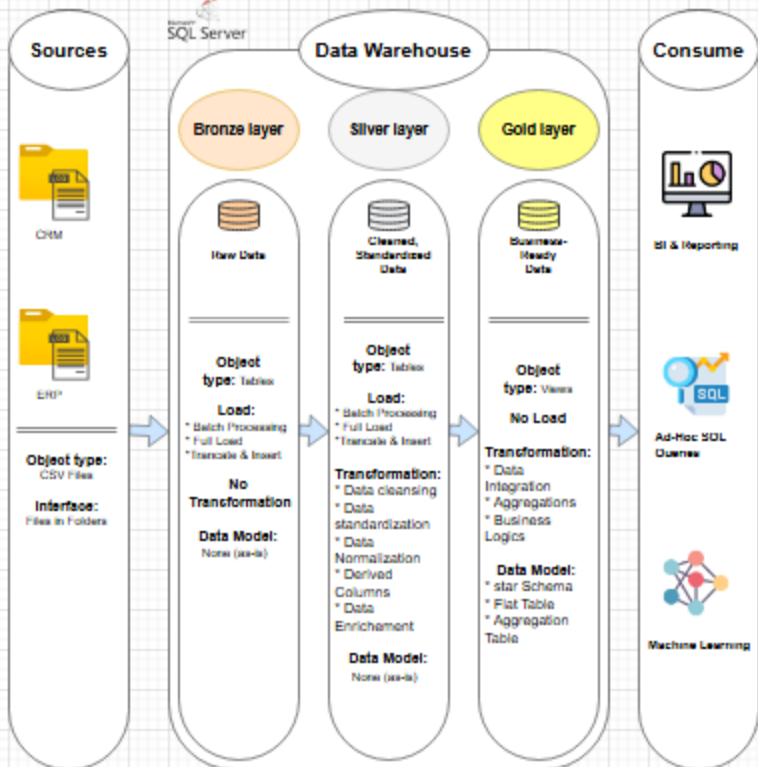 Sources
Microsoft
SQL Server
Data Warehouse
Consume
Bronze layer
Silver layer
Gold layer
CRM
ERP
Object type:
CSV Files
Interface:
Files in Folders
Raw Data
Object
type: Tables
Load:
* Batch Processing
* Full Load
*Truncate & Insert
No
Transformation
Data Model:
None (as-is)
Cleaned,
Standardized
Data
Object
type: Tables
Load:
* Batch Processing
* Full Load
*Truncate & Insert
Transformation:
* Data cleansing
* Data
standardization
* Data
Normalization
* Derived
Columns
* Data
Enrichement
Data Model:
None (as-is)
Business-
Ready
Data
Object
type: Views
No Load
Transformation:
* Data
Integration
* Aggregations
* Business
Logics
Data Model:
* star Schema
* Flat Table
* Aggregation
Table
BI & Reporting
SQL
Ad-Hoc SQL
Queries
Machine Learning